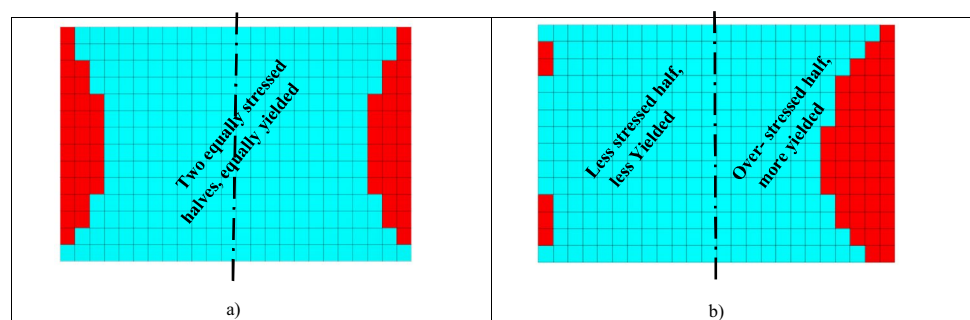 Two equally stressed
halves, equally yielded
a)
Less stressed half,
less Yielded
Over- stressed half,
more yielded
b)